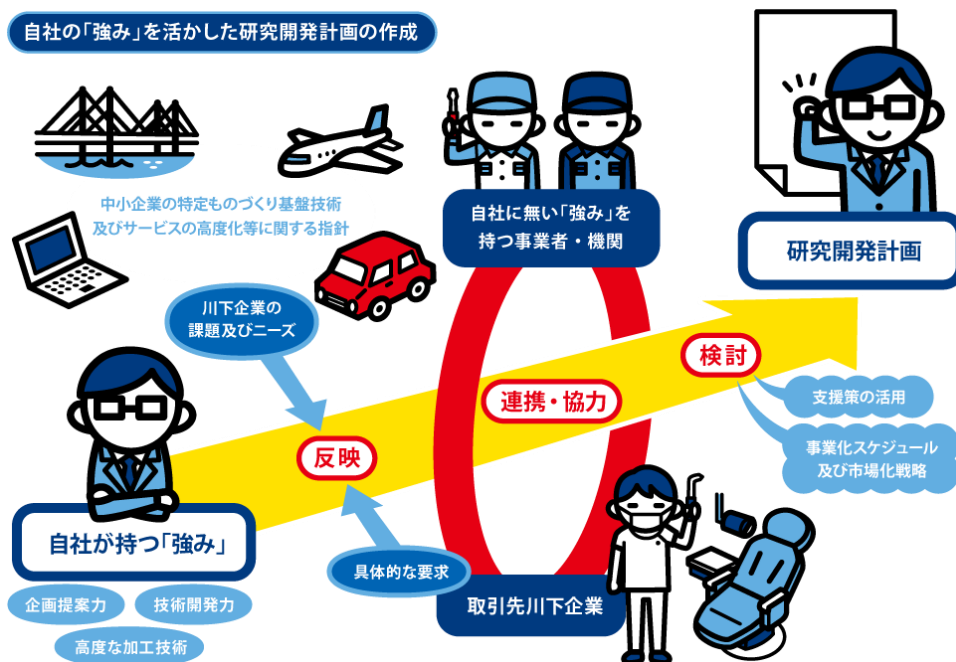 自社の「強み」を活かした研究開発計画の作成
中小企業の特定ものづくり基盤技術
及びサービスの高度化等に関する指針
自社に無い「強み」を
持つ事業者・機関
研究開発計画
川下企業の
課題及びニーズ
検討
連携・協力
支援策の活用
反映
事業化スケジュール
及び市場化戦略
自社が持つ「強み」
具体的な要求
取引先川下企業
企画提案力
技術開発力
高度な加工技術